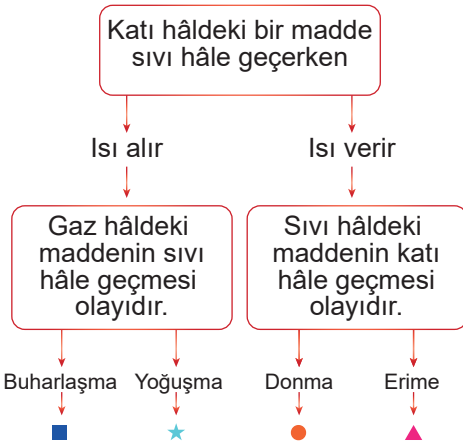 Katı hâldeki bir madde
sıvı hâle geçerken
Isı alır
Isı verir
Gaz hâldeki
maddenin sıvı
hâle geçmesi
olayıdır.
Sıvı hâldeki
maddenin katı
hâle geçmesi
olayıdır.
Buharlaşma
Yoğuşma
Donma
Erime